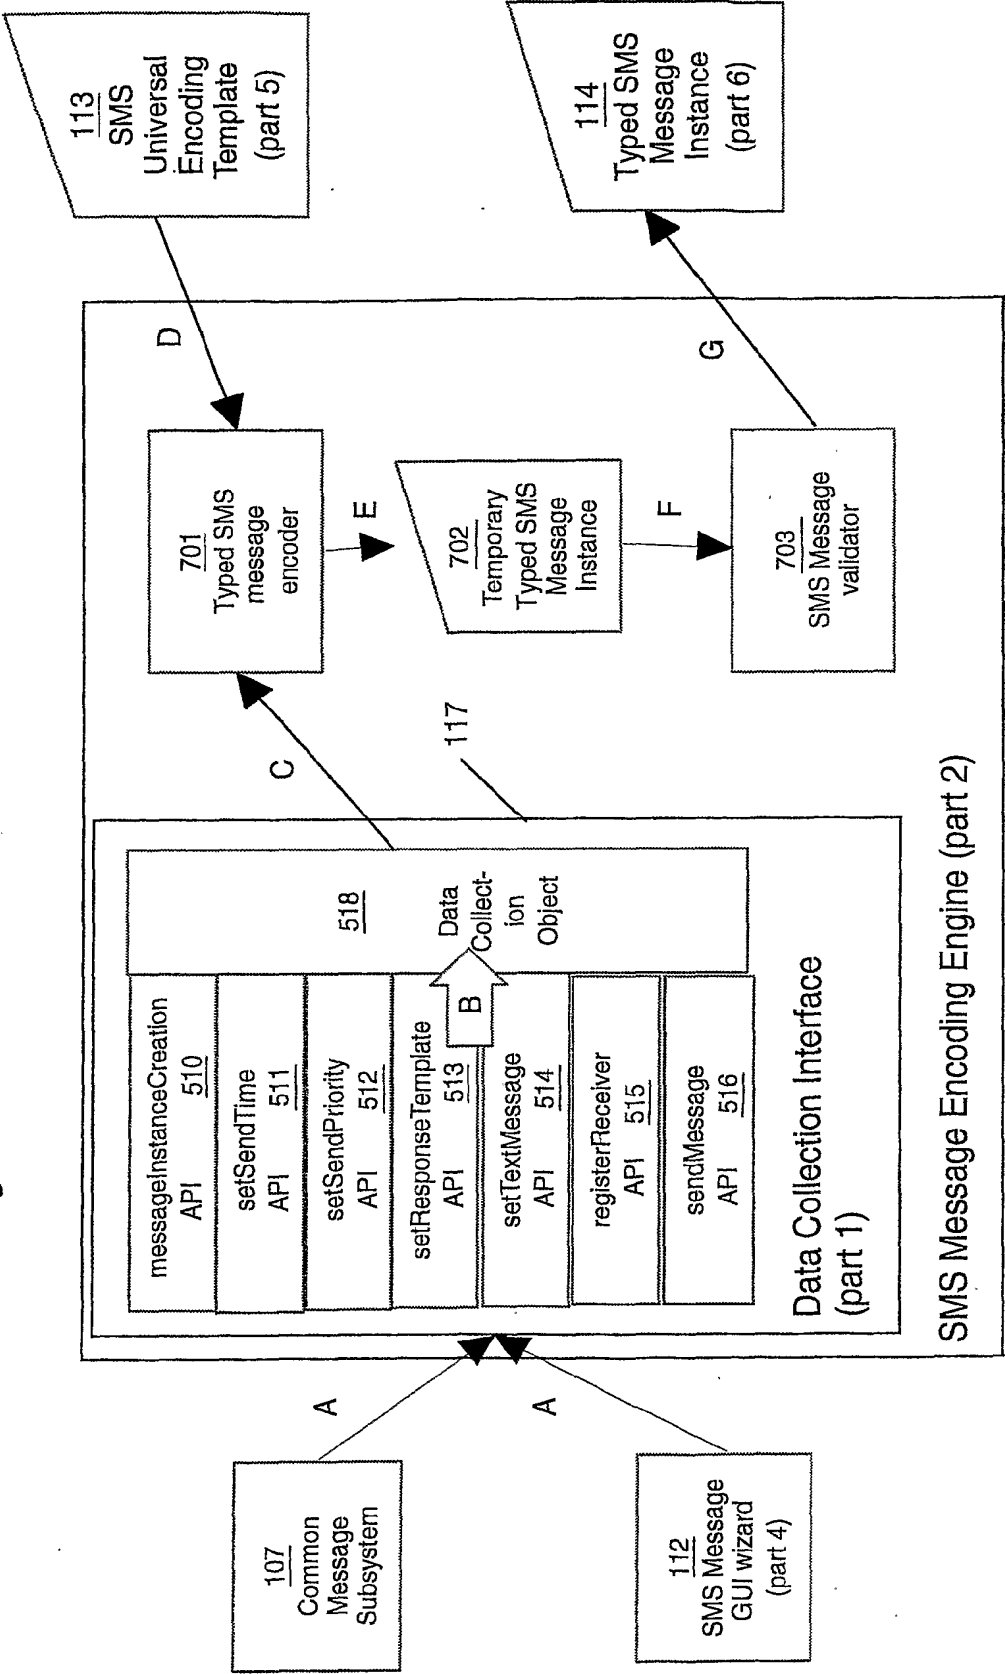 107
Common
Message
Subsystem
112
SMS Message
GUI wizard
(part 4)
A
A
messageInstanceCreation
API 510
setSendTime
API 511
setSendPriority
API 512
setResponseTemplate
API 513
setTextMessage
API 514
registerReceiver
API 515
sendMessage
API 516
B
518
Data
Collect-
ion
Object
Data Collection Interface
(part 1)
117
SMS Message Encoding Engine (part 2)
C
701
Typed SMS
message
encoder
D
E
702
Temporary
Typed SMS
Message
Instance
F
703
SMS Message
validator
G
113
SMS
Universal
Encoding
Template
(part 5)
114
Typed SMS
Message
Instance
(part 6)